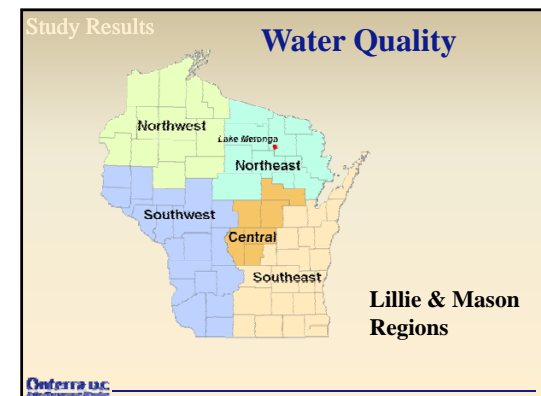 Study Results
Water Quality
Northwest
Lake Metonga
Northeast
Southwest
Central
Southeast
Lillie & Mason
Regions
Onterra LLC